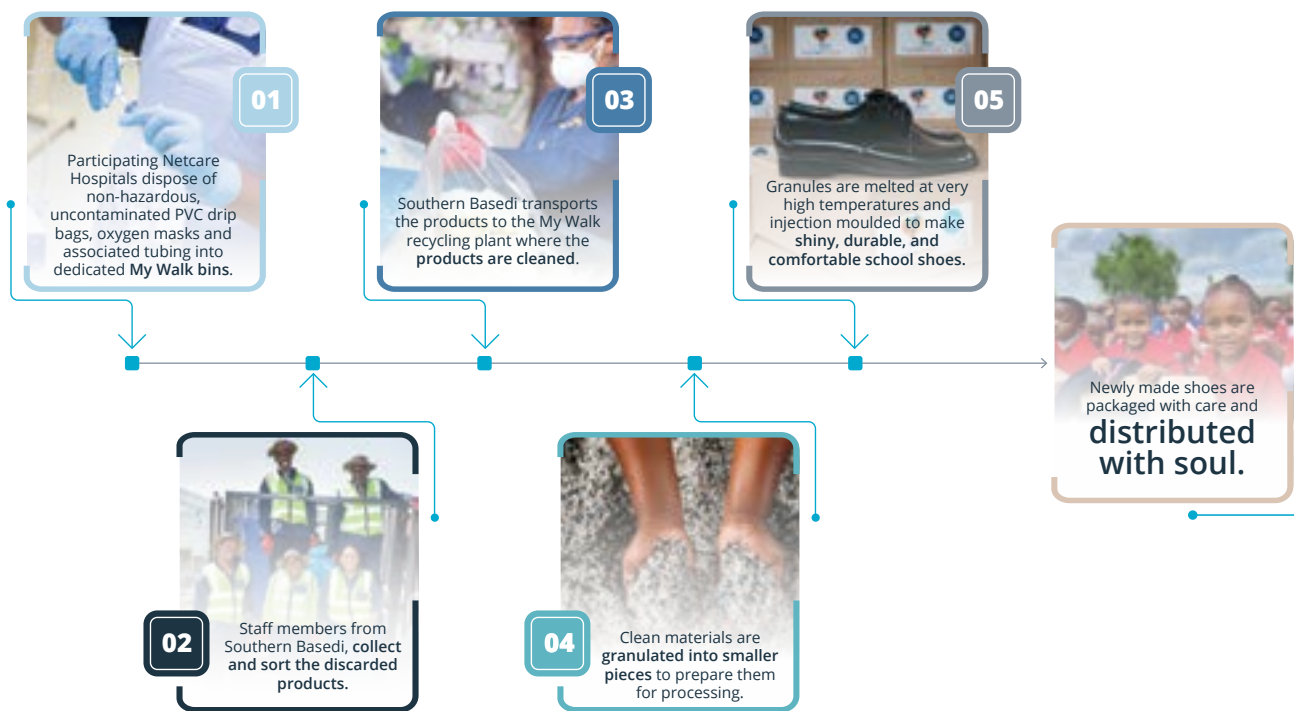 01
Participating Netcare
Hospitals dispose of
non-hazardous,
uncontaminated PVC drip
bags, oxygen masks and
associated tubing into
dedicated My Walk bins.
02
Staff members from
Southern Basedi, collect
and sort the discarded
products.
03
Southern Basedi transports
the products to the My Walk
recycling plant where the
products are cleaned.
04
Clean materials are
granulated into smaller
pieces to prepare them
for processing.
05
Granules are melted at very
high temperatures and
injection moulded to make
shiny, durable, and
comfortable school shoes.
Newly made shoes are
packaged with care and
distributed
with soul.